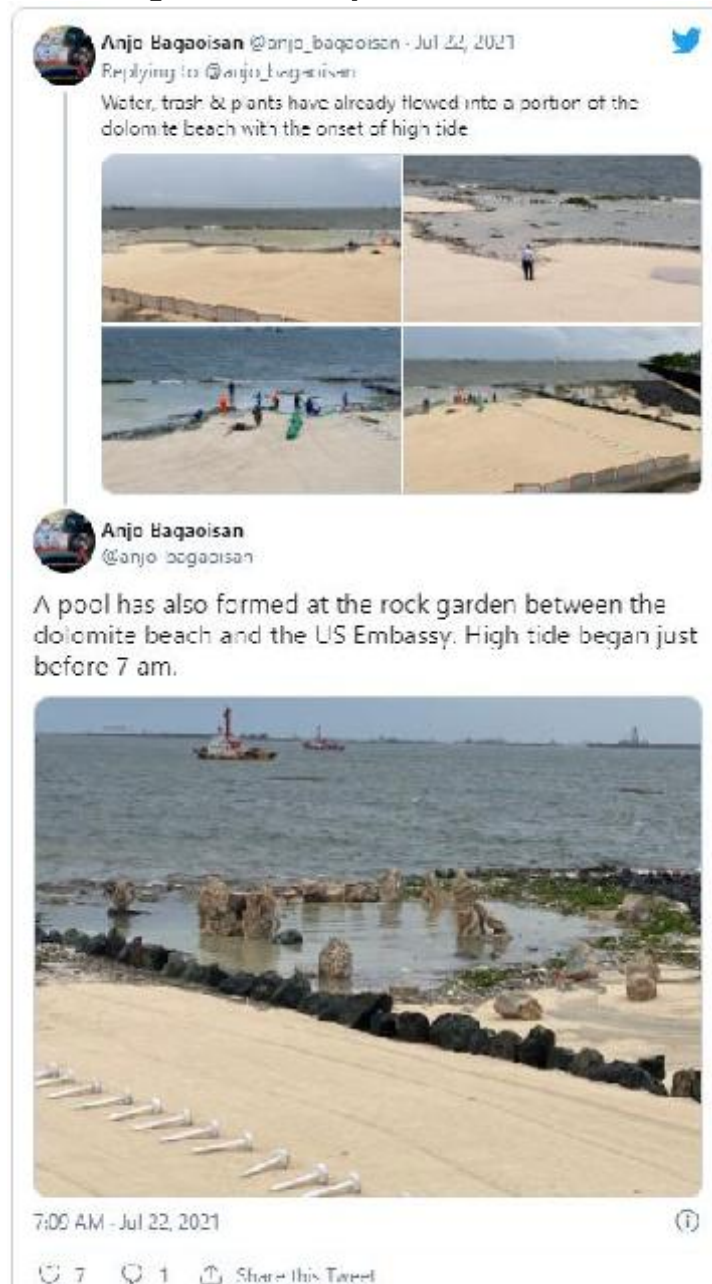 Anjo Bagaoisan @anjo_bagaoisan · Jul 22, 2021
Replying to @anjo_bagaoisan
Water, trash & plants have already flowed into a portion of the
dolomite beach with the onset of high tide
Anjo Bagaoisan
@anjo_bagaoisan
A pool has also formed at the rock garden between the
dolomite beach and the US Embassy. High tide began just
before 7 am.
7:09 AM · Jul 22, 2021
7 1 Share this Tweet